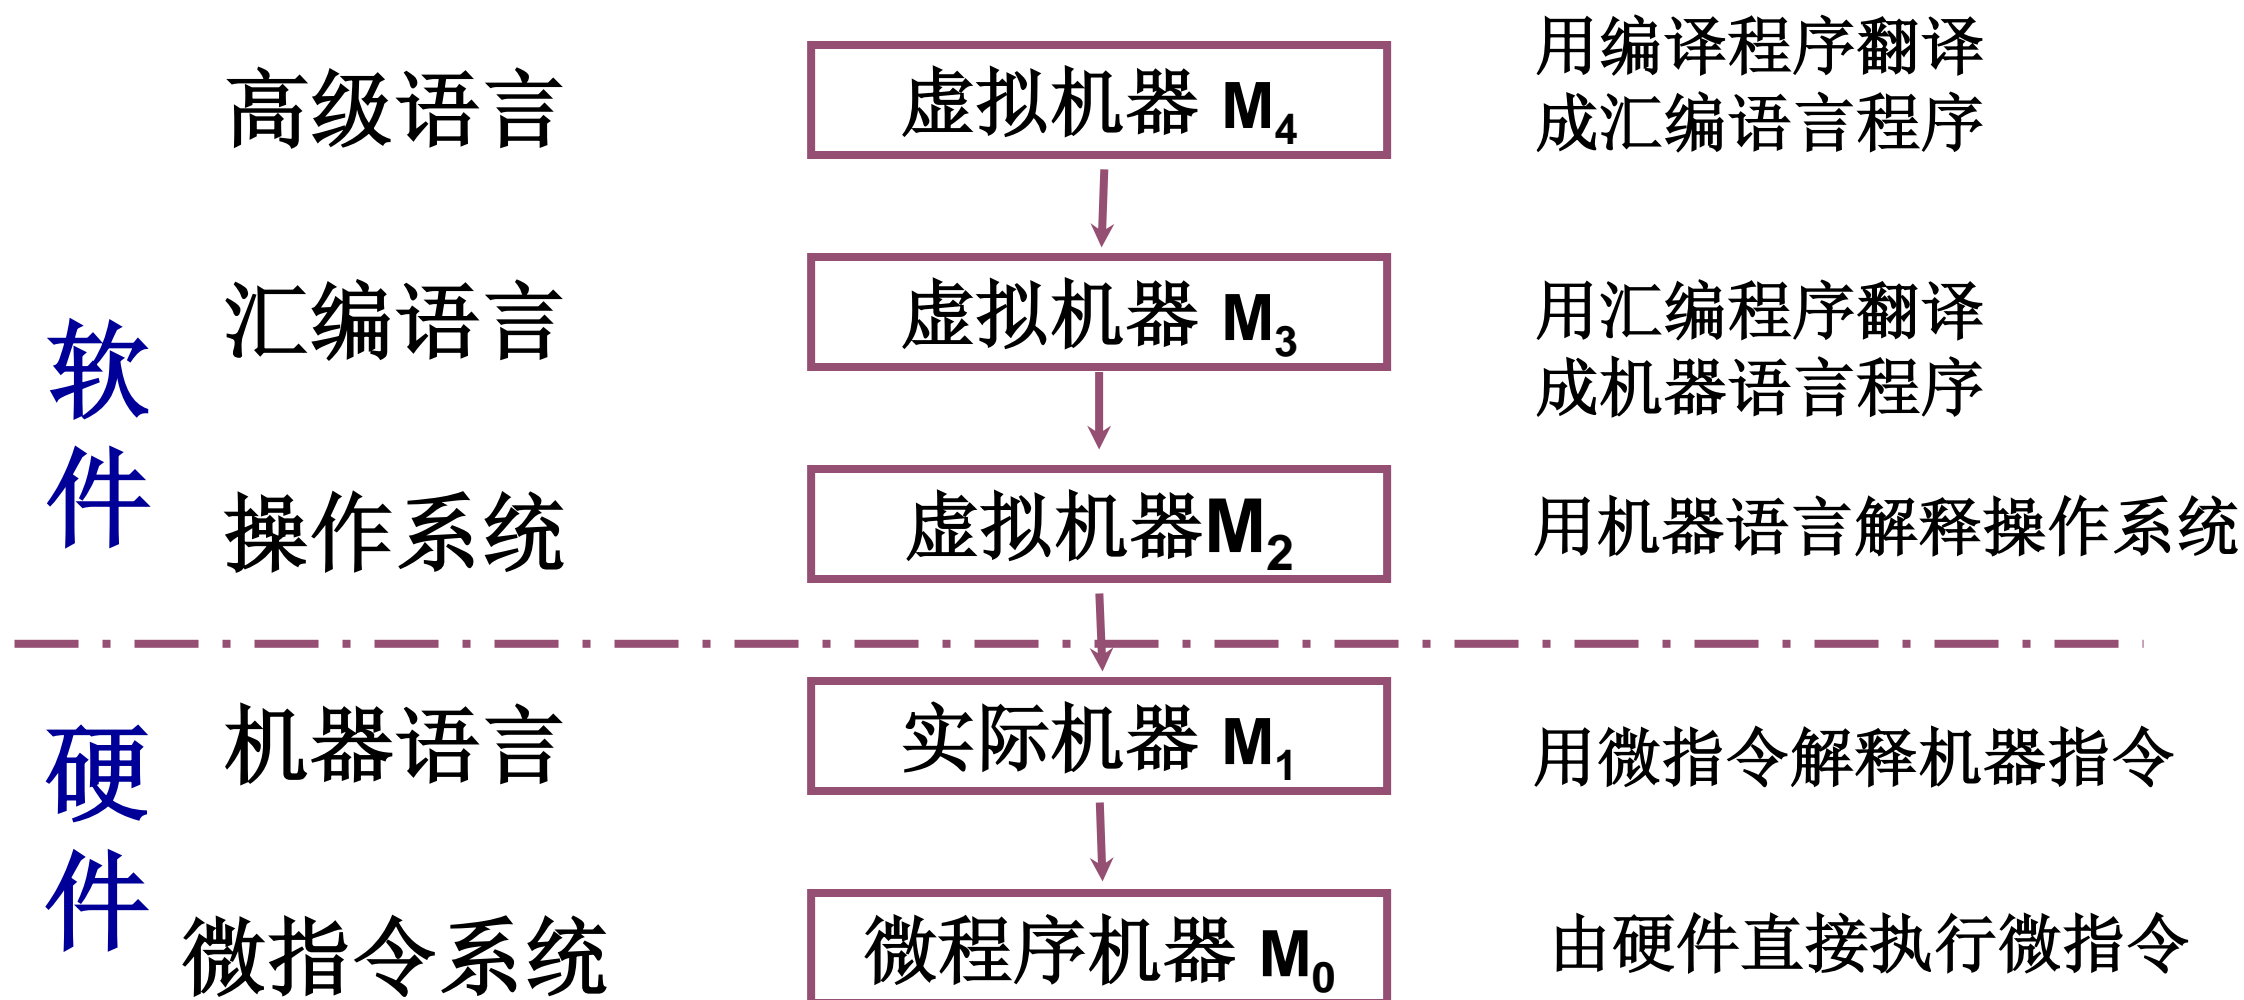 高级语言
虚拟机器 M₄
用编译程序翻译
成汇编语言程序
软件
汇编语言
虚拟机器 M₃
用汇编程序翻译
成机器语言程序
操作系统
虚拟机器M₂
用机器语言解释操作系统
硬件
机器语言
实际机器 M₁
用微指令解释机器指令
微指令系统
微程序机器 M₀
由硬件直接执行微指令